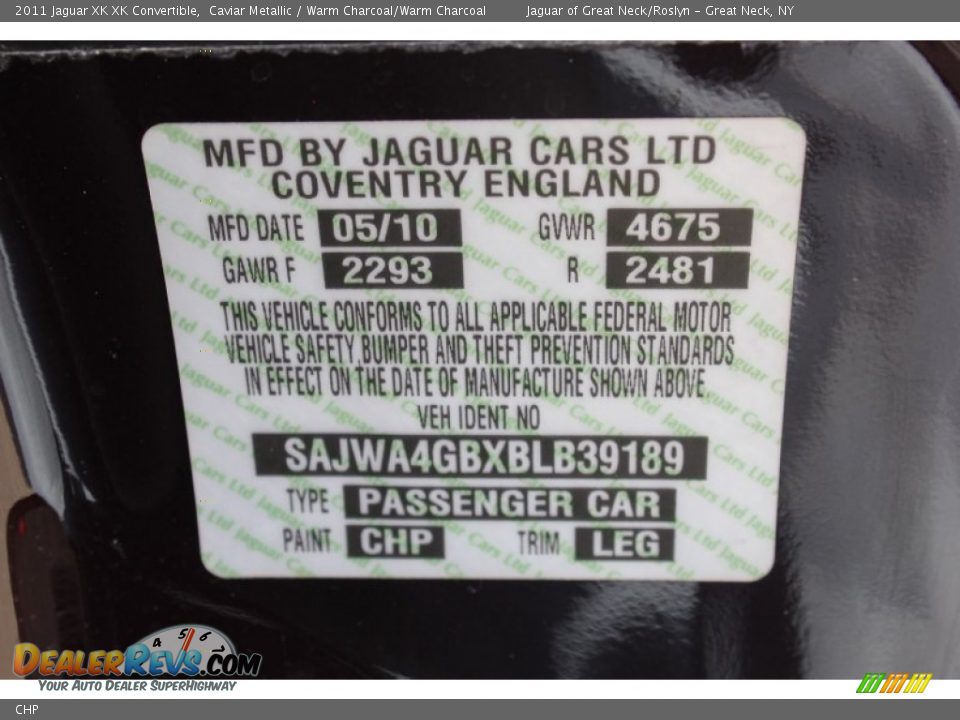 2011 Jaguar XK XK Convertible, Caviar Metallic / Warm Charcoal/Warm Charcoal Jaguar of Great Neck/Roslyn - Great Neck, NY
MFD BY JAGUAR CARS LTD
COVENTRY ENGLAND
MFD DATE 05/10 GVWR 4675
GAWR F 2293 R 2481
THIS VEHICLE CONFORMS TO ALL APPLICABLE FEDERAL MOTOR
VEHICLE SAFETY,BUMPER AND THEFT PREVENTION STANDARDS
IN EFFECT ON THE DATE OF MANUFACTURE SHOWN ABOVE
VEH IDENT NO
SAJWA4GBXBLB39189
TYPE PASSENGER CAR
PAINT CHP TRIM LEG
4 5 6
DealerRevs.com
Your Auto Dealer SuperHighway
CHP